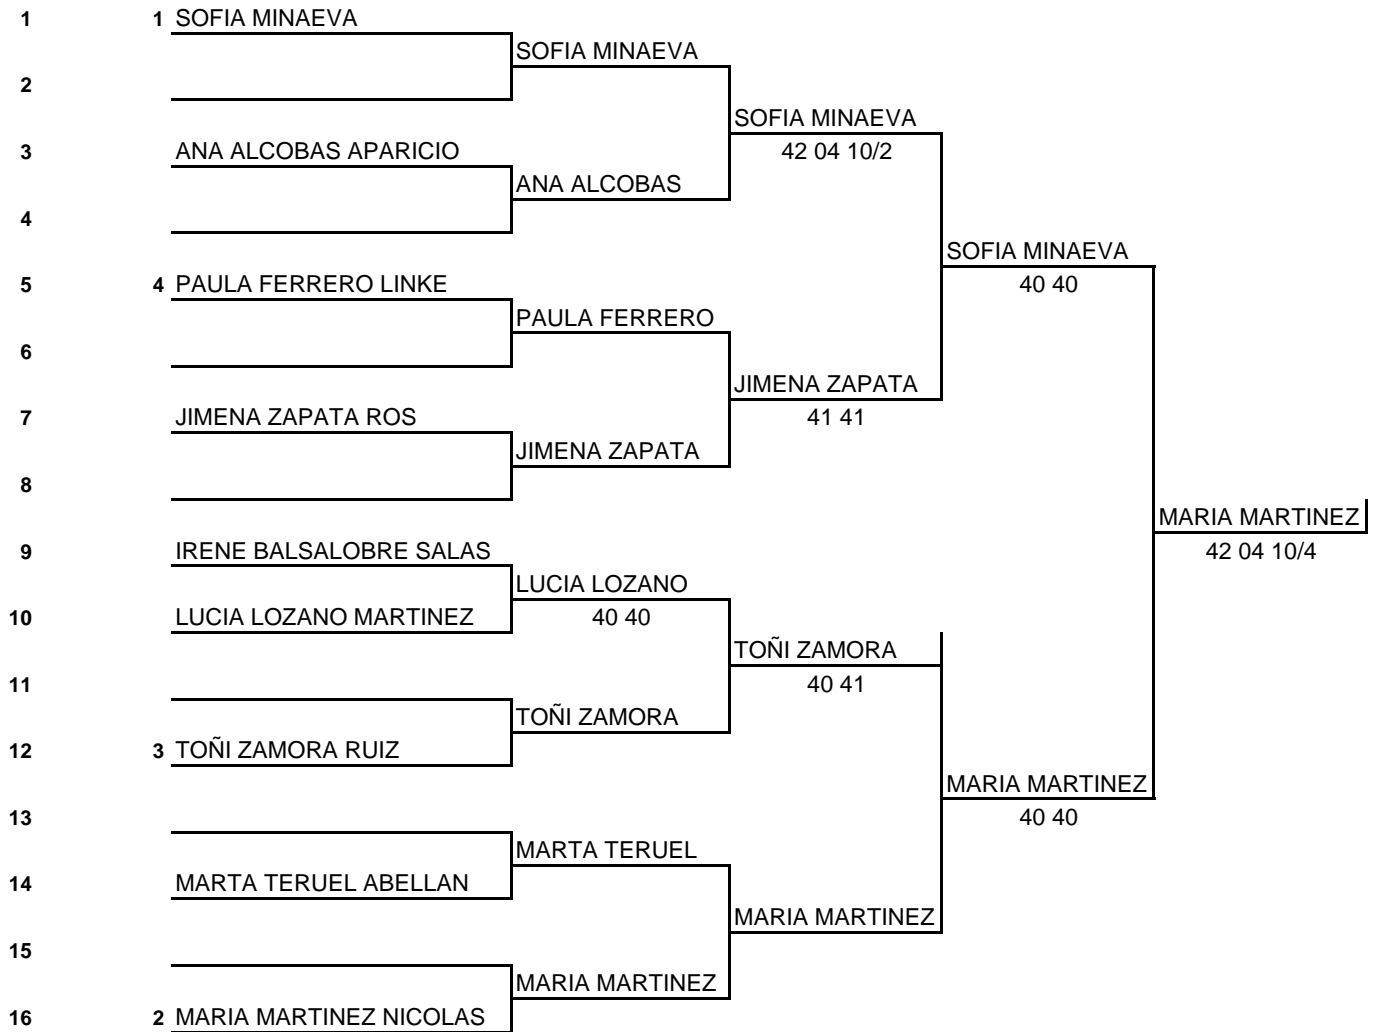 1 1 SOFIA MINAEVA
SOFIA MINAEVA
2
SOFIA MINAEVA
3 ANA ALCOBAS APARICIO 42 04 10/2
ANA ALCOBAS
4
SOFIA MINAEVA
5 4 PAULA FERRERO LINKE 40 40
PAULA FERRERO
6
JIMENA ZAPATA
7 JIMENA ZAPATA ROS 41 41
JIMENA ZAPATA
8
MARIA MARTINEZ
9 IRENE BALSALOBRE SALAS 42 04 10/4
LUCIA LOZANO
10 LUCIA LOZANO MARTINEZ 40 40
TOÑI ZAMORA
11 40 41
TOÑI ZAMORA
12 3 TOÑI ZAMORA RUIZ
MARIA MARTINEZ
13 40 40
MARTA TERUEL
14 MARTA TERUEL ABELLAN
MARIA MARTINEZ
15
MARIA MARTINEZ
16 2 MARIA MARTINEZ NICOLAS